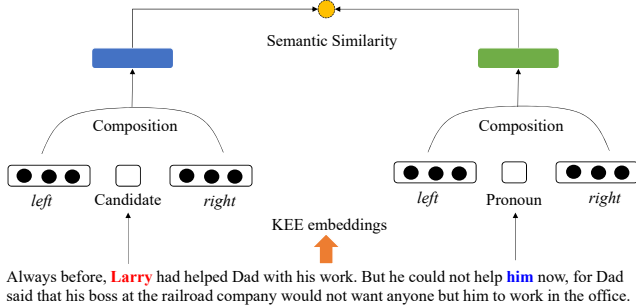 Semantic Similarity
Composition
Composition
left
Candidate
right
left
Pronoun
right
KEE embeddings
Always before, Larry had helped Dad with his work. But he could not help him now, for Dad
said that his boss at the railroad company would not want anyone but him to work in the office.